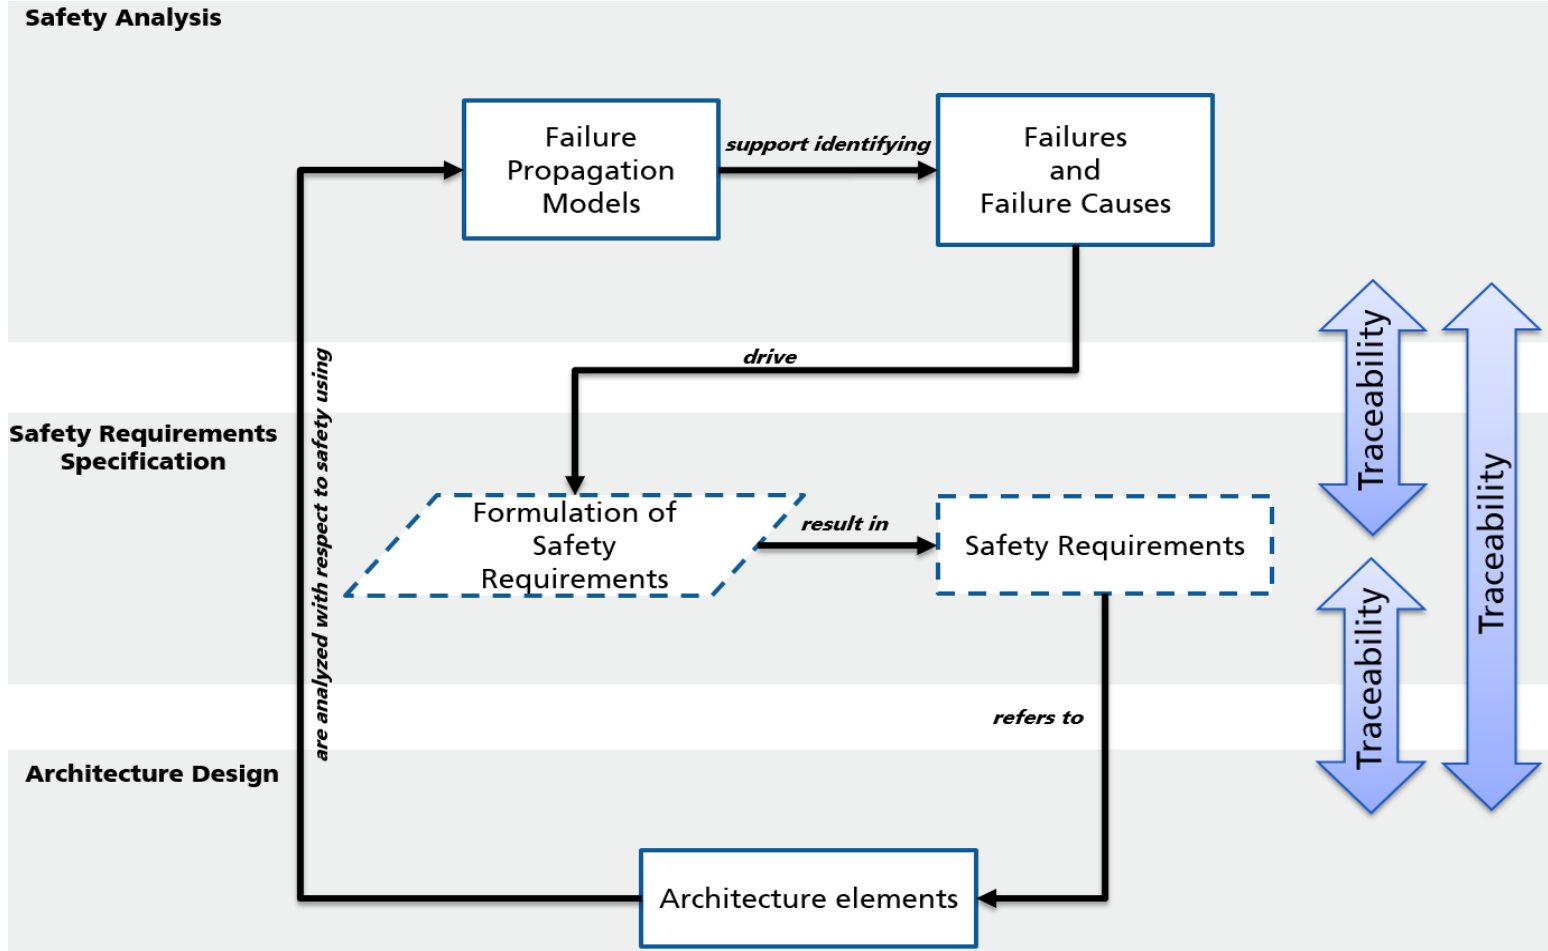 Safety Analysis
Failure
Propagation
Models
support identifying
Failures
and
Failure Causes
drive
are analyzed with respect to safety using
Safety Requirements
Specification
Formulation of
Safety
Requirements
result in
Safety Requirements
refers to
Architecture Design
Architecture elements
Traceability
Traceability
Traceability